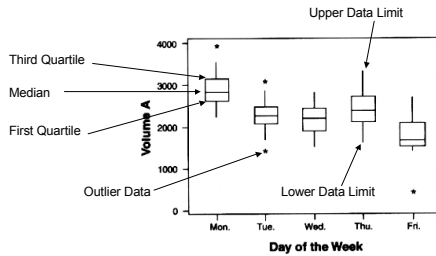 Upper Data Limit
4000
Third Quartile
3000
Median
First Quartile
Volume A
2000
1000
Outlier Data
Lower Data Limit
0
Mon.
Tue.
Wed.
Thu.
Fri.
Day of the Week